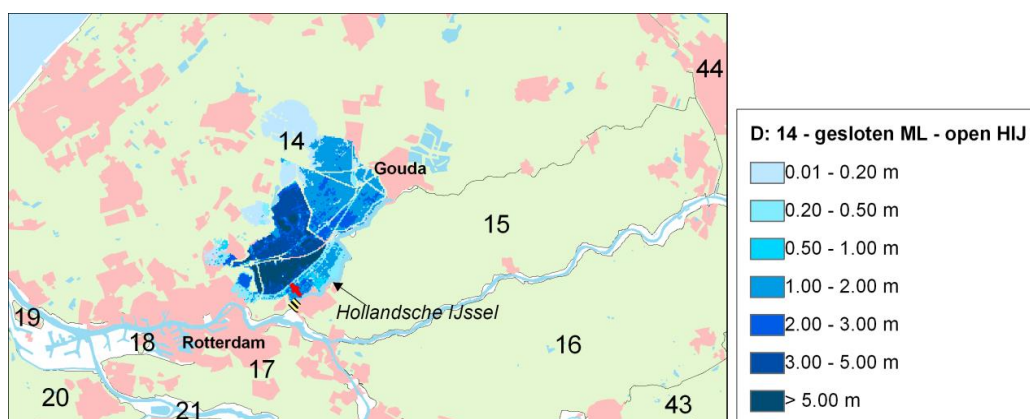 44
14
Gouda
15
Hollandsche IJssel
19
18
Rotterdam
16
17
20
21
43
D: 14 - gesloten ML - open HIJ
0.01 - 0.20 m
0.20 - 0.50 m
0.50 - 1.00 m
1.00 - 2.00 m
2.00 - 3.00 m
3.00 - 5.00 m
> 5.00 m